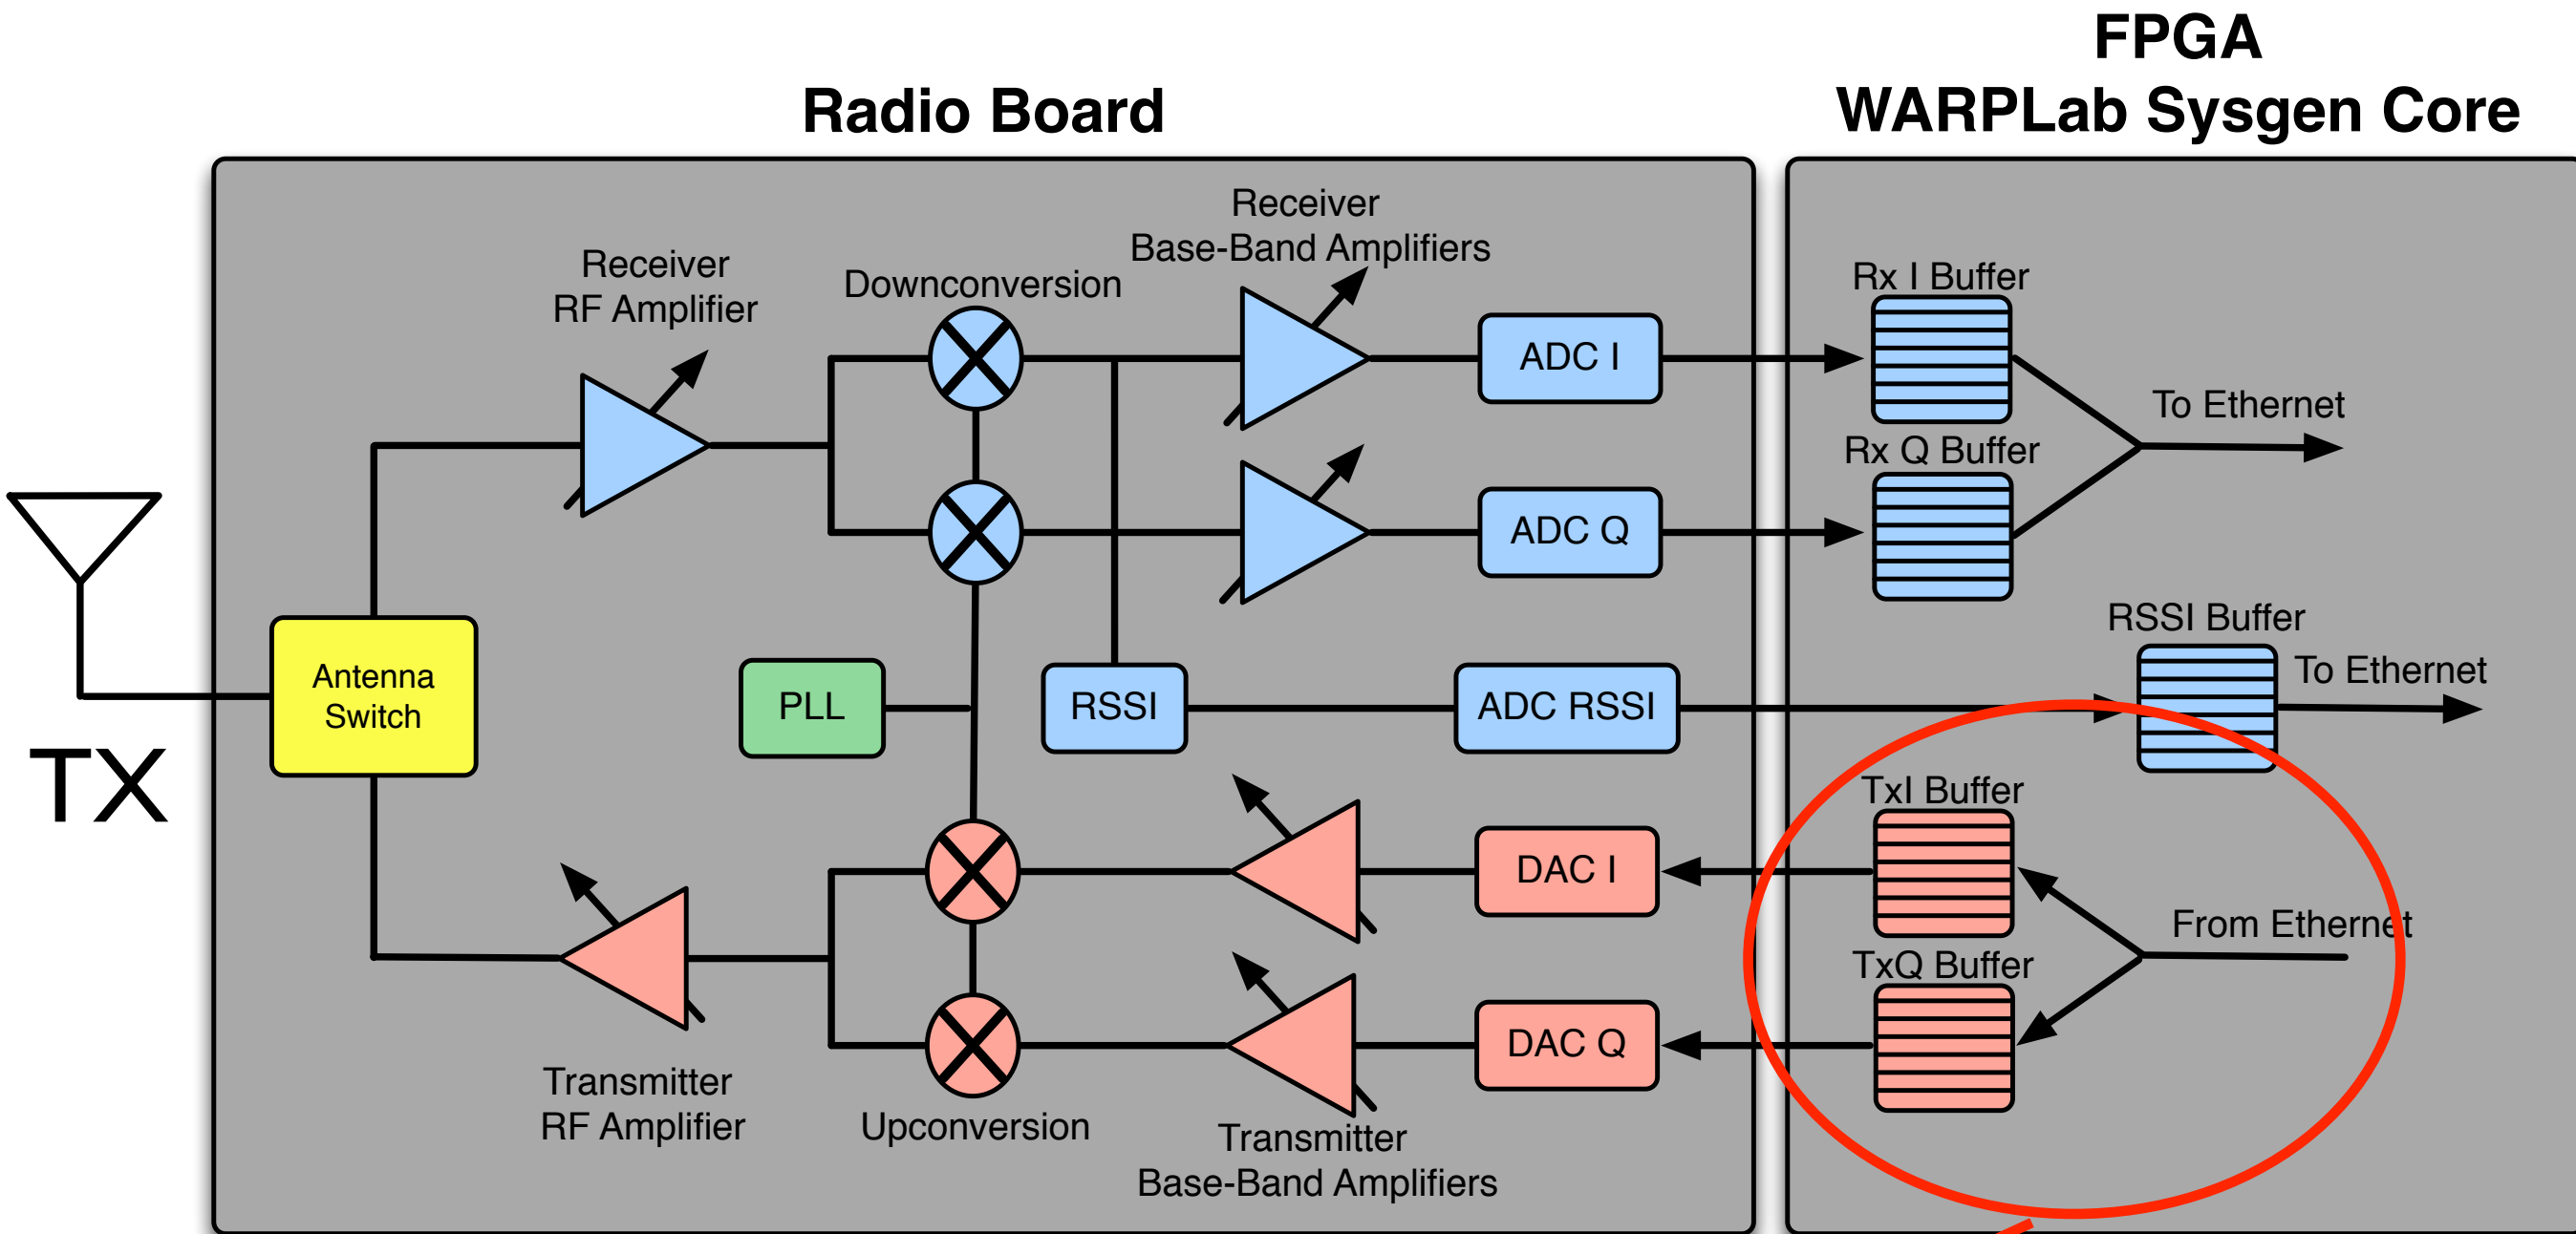 FPGA
WARPLab Sysgen Core
Radio Board
Receiver
Base-Band Amplifiers
Receiver
RF Amplifier
Downconversion
ADC I
Rx I Buffer
To Ethernet
Rx Q Buffer
ADC Q
RSSI Buffer
To Ethernet
Antenna
Switch
PLL
RSSI
ADC RSSI
TX
TxI Buffer
DAC I
From Ethernet
TxQ Buffer
DAC Q
Transmitter
RF Amplifier
Upconversion
Transmitter
Base-Band Amplifiers